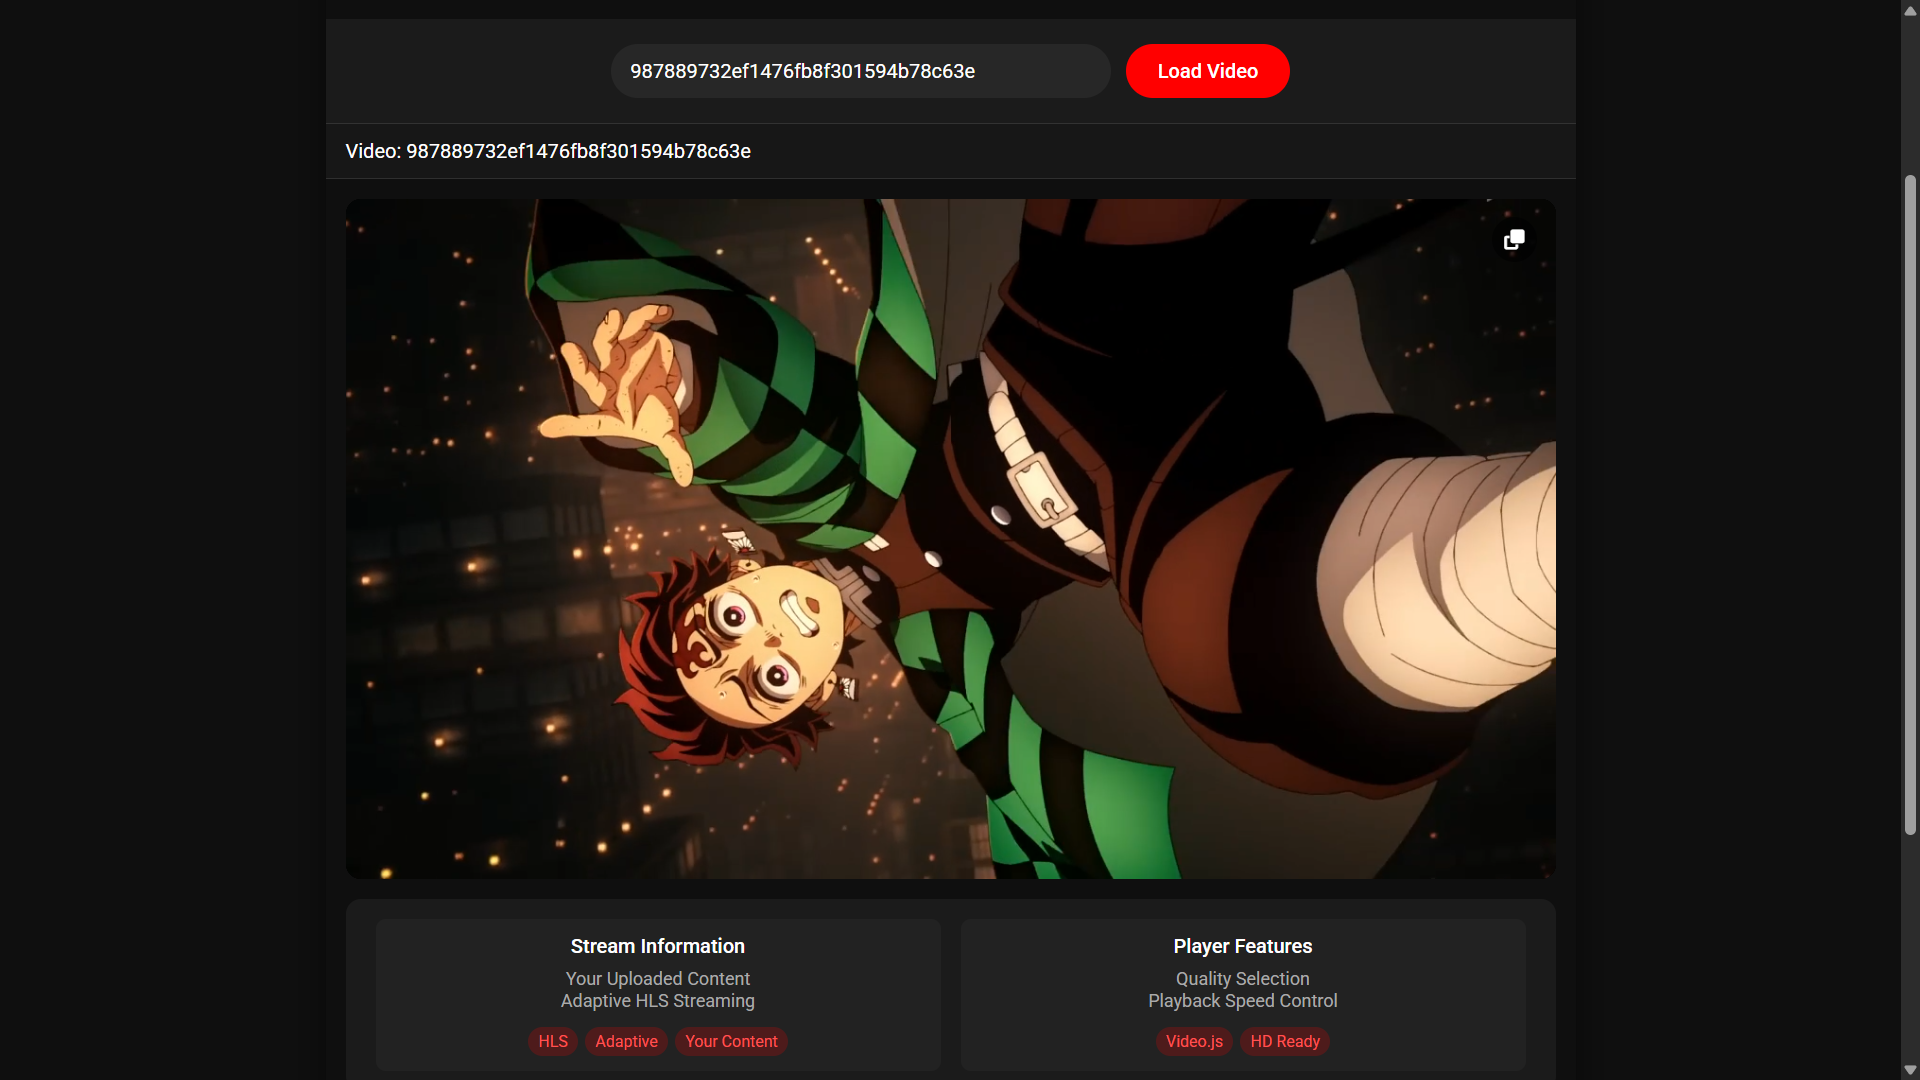 987889732ef1476fb8f301594b78c63e
Load Video
Video: 987889732ef1476fb8f301594b78c63e
Stream Information
Your Uploaded Content
Adaptive HLS Streaming
HLS
Adaptive
Your Content
Player Features
Quality Selection
Playback Speed Control
Video.js
HD Ready